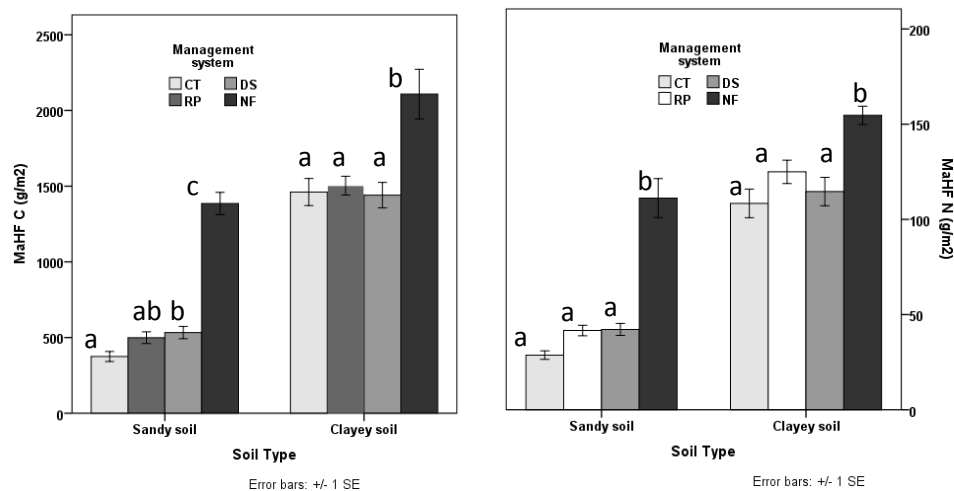 2500
2000
1500
1000
500
0
MaHF C (g/m2)
Management
system
CT DS
RP NF
a
ab
b
c
a
a
a
b
Sandy soil Clayey soil
Soil Type
Error bars: +/- 1 SE
200
150
100
50
0
MaHF N (g/m2)
Management
system
CT DS
RP NF
a
a
a
b
a
a
a
b
Sandy soil Clayey soil
Soil Type
Error bars: +/- 1 SE